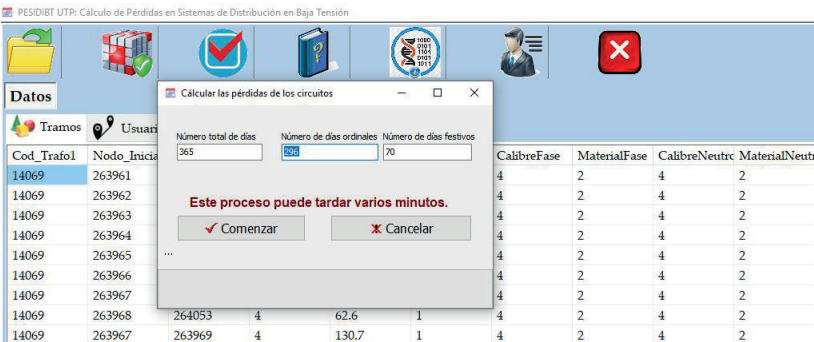 PESIDIBT UTP: Cálculo de Pérdidas en Sistemas de Distribución en Baja Tensión
Datos
Tramos Usuari
Cálcular las pérdidas de los circuitos
Número total de días Número de días ordinales Número de días festivos
365 296 70
Este proceso puede tardar varios minutos.
Comenzar Cancelar
...
Cod_Trafo1 Nodo_Inicia CalibreFase MaterialFase CalibreNeutro MaterialNeutr
14069 263961 4 2 4 2
14069 263962 4 2 4 2
14069 263963 4 2 4 2
14069 263964 4 2 4 2
14069 263965 4 2 4 2
14069 263966 4 2 4 2
14069 263967 4 2 4 2
14069 263968 264053 4 62.6 1 4 2 4 2
14069 263967 263969 4 130.7 1 4 2 4 2